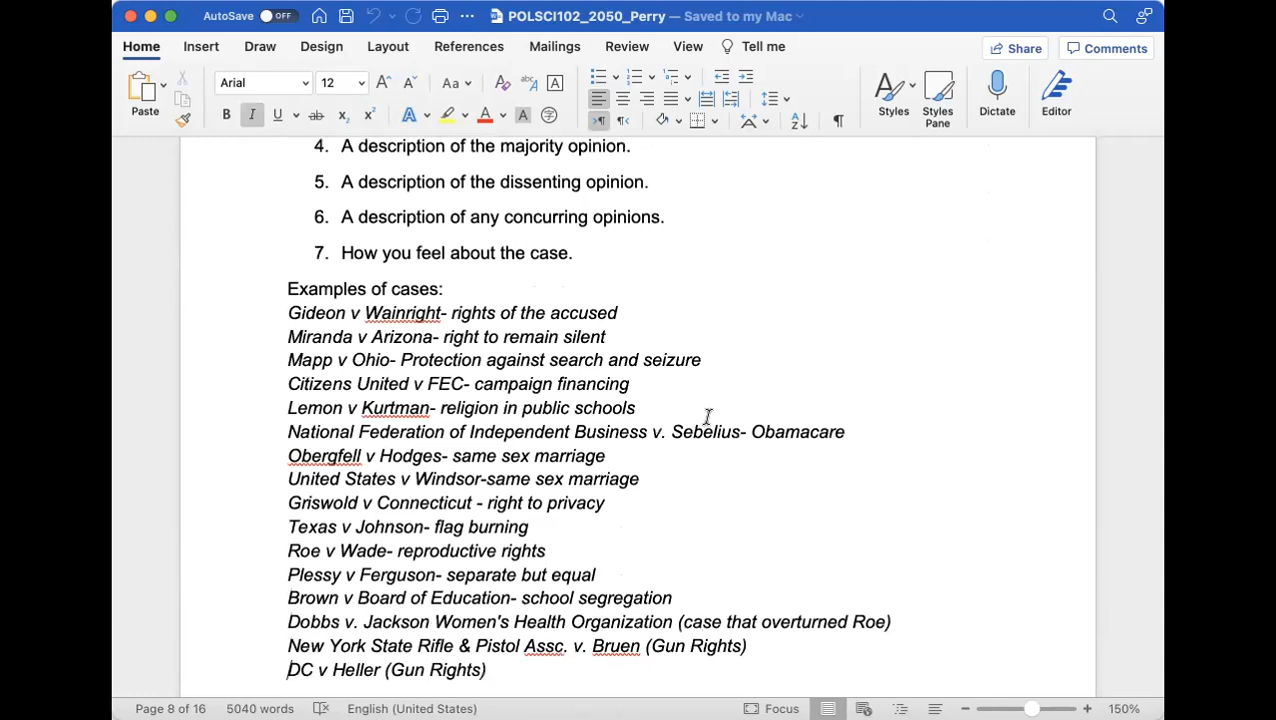 AutoSave OFF POLSCI102_2050_Perry — Saved to my Mac
Home Insert Draw Design Layout References Mailings Review View Tell me Share Comments
Paste Arial 12 Aa Styles Styles Pane Dictate Editor
4. A description of the majority opinion.
5. A description of the dissenting opinion.
6. A description of any concurring opinions.
7. How you feel about the case.
Examples of cases:
Gideon v Wainright- rights of the accused
Miranda v Arizona- right to remain silent
Mapp v Ohio- Protection against search and seizure
Citizens United v FEC- campaign financing
Lemon v Kurtman- religion in public schools
National Federation of Independent Business v. Sebelius- Obamacare
Obergfell v Hodges- same sex marriage
United States v Windsor-same sex marriage
Griswold v Connecticut - right to privacy
Texas v Johnson- flag burning
Roe v Wade- reproductive rights
Plessy v Ferguson- separate but equal
Brown v Board of Education- school segregation
Dobbs v. Jackson Women's Health Organization (case that overturned Roe)
New York State Rifle & Pistol Assc. v. Bruen (Gun Rights)
DC v Heller (Gun Rights)
Page 8 of 16 5040 words English (United States) Focus 150%